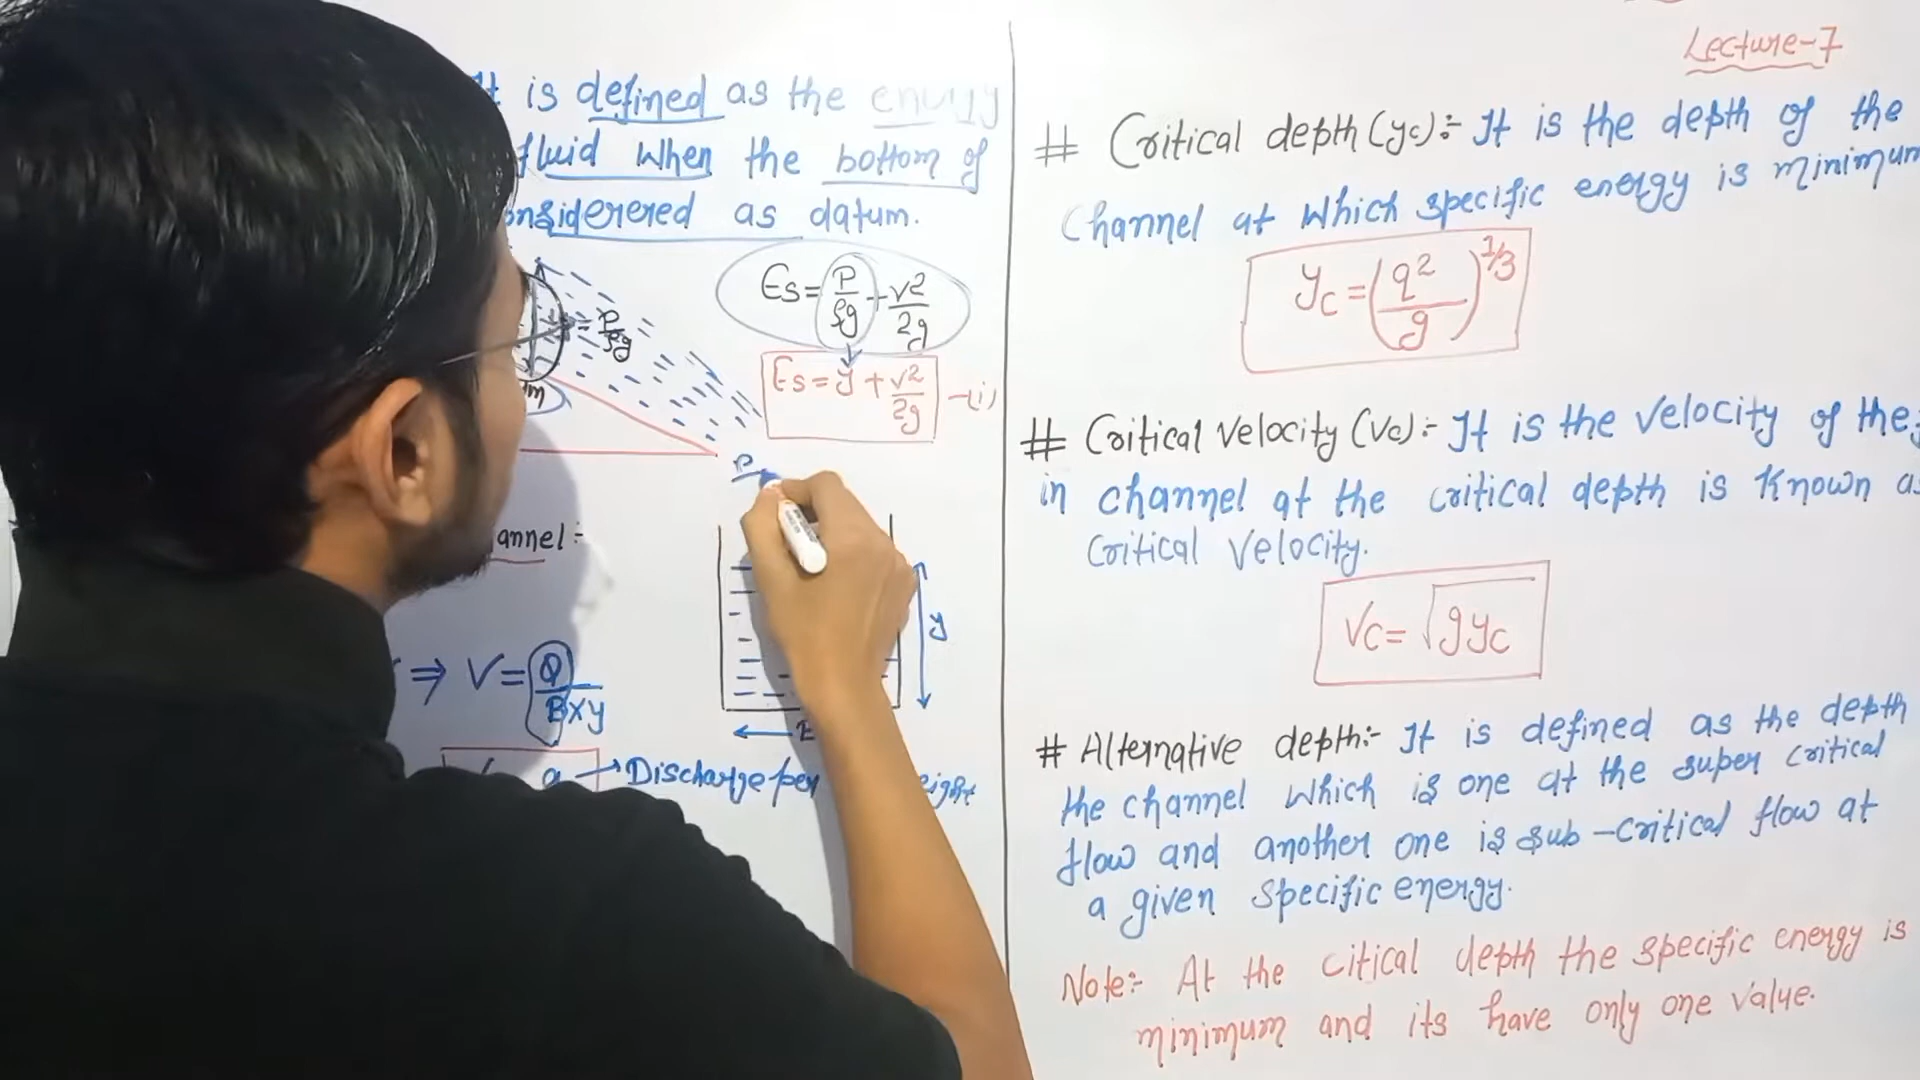 is defined as the energy
fluid when the bottom of
onsiderered as datum.
Es = P/ρg + v²/2g
= P/ρg
Es = y + v²/2g -(i)
P
annel :-
⇒ V = Q/B×y
y
q → Discharge per
Lecture-7
# Critical depth (yc):- It is the depth of the
Channel at which specific energy is minimum
yc = (q²/g)^1/3
# Critical Velocity (Vc):- It is the velocity of the
in channel at the critical depth is known as
Critical Velocity.
Vc = √gyc
# Alternative depth:- It is defined as the depth
the channel which is one at the super critical
flow and another one is sub-critical flow at
a given specific energy.
Note:- At the citical depth the specific energy is
minimum and its have only one value.